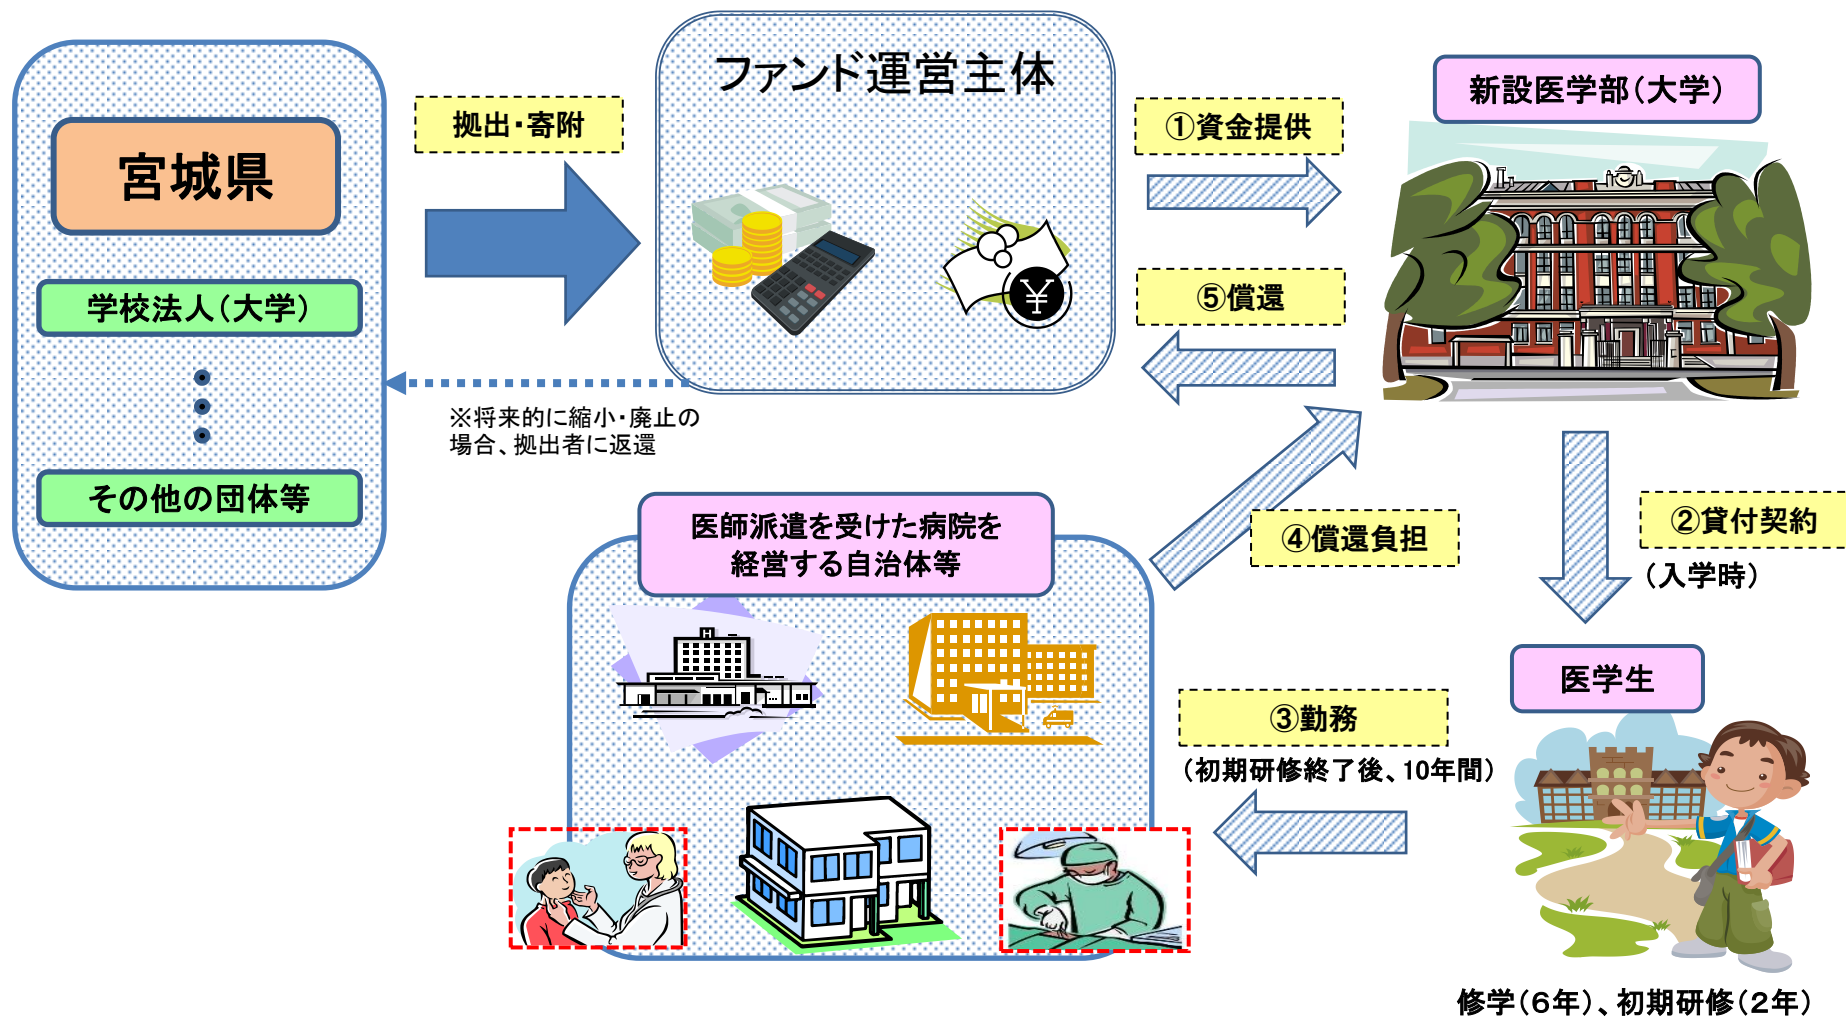 宮城県
学校法人（大学）
その他の団体等
拠出・寄附
ファンド運営主体
※将来的に縮小・廃止の
場合、拠出者に返還
①資金提供
⑤償還
新設医学部（大学）
②貸付契約
（入学時）
④償還負担
医師派遣を受けた病院を
経営する自治体等
H
医学生
③勤務
（初期研修終了後、10年間）
修学（６年）、初期研修（２年）
¥